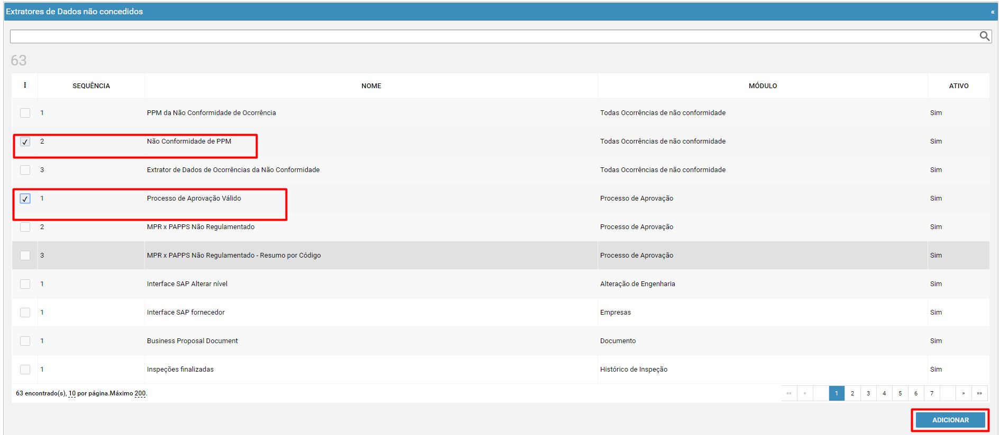 Extratores de Dados não concedidos «
63
⋮ SEQUÊNCIA NOME MÓDULO ATIVO
1 PPM da Não Conformidade de Ocorrência Todas Ocorrências de não conformidade Sim
2 Não Conformidade de PPM Todas Ocorrências de não conformidade Sim
3 Extrator de Dados de Ocorrências da Não Conformidade Todas Ocorrências de não conformidade Sim
1 Processo de Aprovação Válido Processo de Aprovação Sim
2 MPR x PAPPS Não Regulamentado Processo de Aprovação Sim
3 MPR x PAPPS Não Regulamentado - Resumo por Código Processo de Aprovação Sim
1 Interface SAP Alterar nível Alteração de Engenharia Sim
1 Interface SAP fornecedor Empresas Sim
1 Business Proposal Document Documento Sim
1 Inspeções finalizadas Histórico de Inspeção Sim
63 encontrado(s), 10 por página.Máximo 200. «« « 1 2 3 4 5 6 7 » »»
ADICIONAR